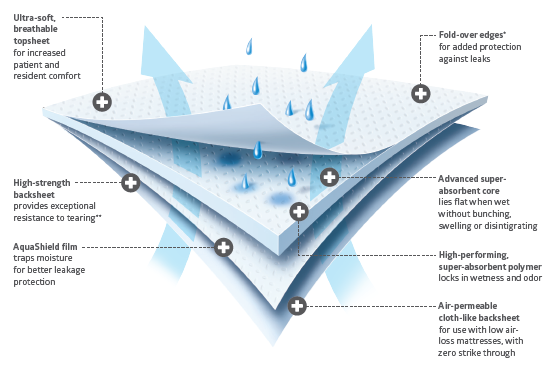 Ultra-soft,
breathable
topsheet
for increased
patient and
resident comfort
Fold-over edges*
for added protection
against leaks
High-strength
backsheet
provides exceptional
resistance to tearing**
Advanced super-
absorbent core
lies flat when wet
without bunching,
swelling or disintigrating
AquaShield film
traps moisture
for better leakage
protection
High-performing,
super-absorbent polymer
locks in wetness and odor
Air-permeable
cloth-like backsheet
for use with low air-
loss mattresses, with
zero strike through